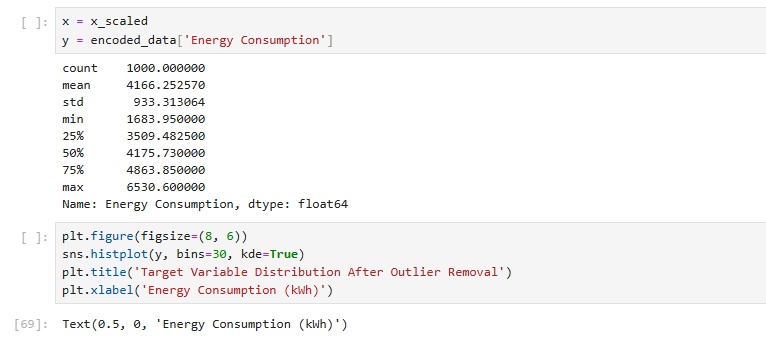 [ ]: x = x_scaled
y = encoded_data['Energy Consumption']
count    1000.000000
mean     4166.252570
std       933.313064
min      1683.950000
25%      3509.482500
50%      4175.730000
75%      4863.850000
max      6530.600000
Name: Energy Consumption, dtype: float64
[ ]: plt.figure(figsize=(8, 6))
sns.histplot(y, bins=30, kde=True)
plt.title('Target Variable Distribution After Outlier Removal')
plt.xlabel('Energy Consumption (kWh)')
[69]: Text(0.5, 0, 'Energy Consumption (kWh)')